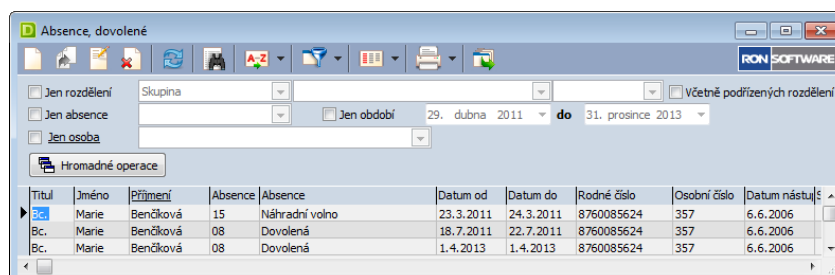 Absence, dovolené
RON SOFTWARE
Jen rozdělení Skupina Včetně podřízených rozdělení
Jen absence Jen období 29. dubna 2011 do 31. prosince 2013
Jen osoba
Hromadné operace
Titul Jméno Příjmení Absence Absence Datum od Datum do Rodné číslo Osobní číslo Datum nástup S
Bc. Marie Benčíková 15 Náhradní volno 23.3.2011 24.3.2011 8760085624 357 6.6.2006
Bc. Marie Benčíková 08 Dovolená 18.7.2011 22.7.2011 8760085624 357 6.6.2006
Bc. Marie Benčíková 08 Dovolená 1.4.2013 1.4.2013 8760085624 357 6.6.2006